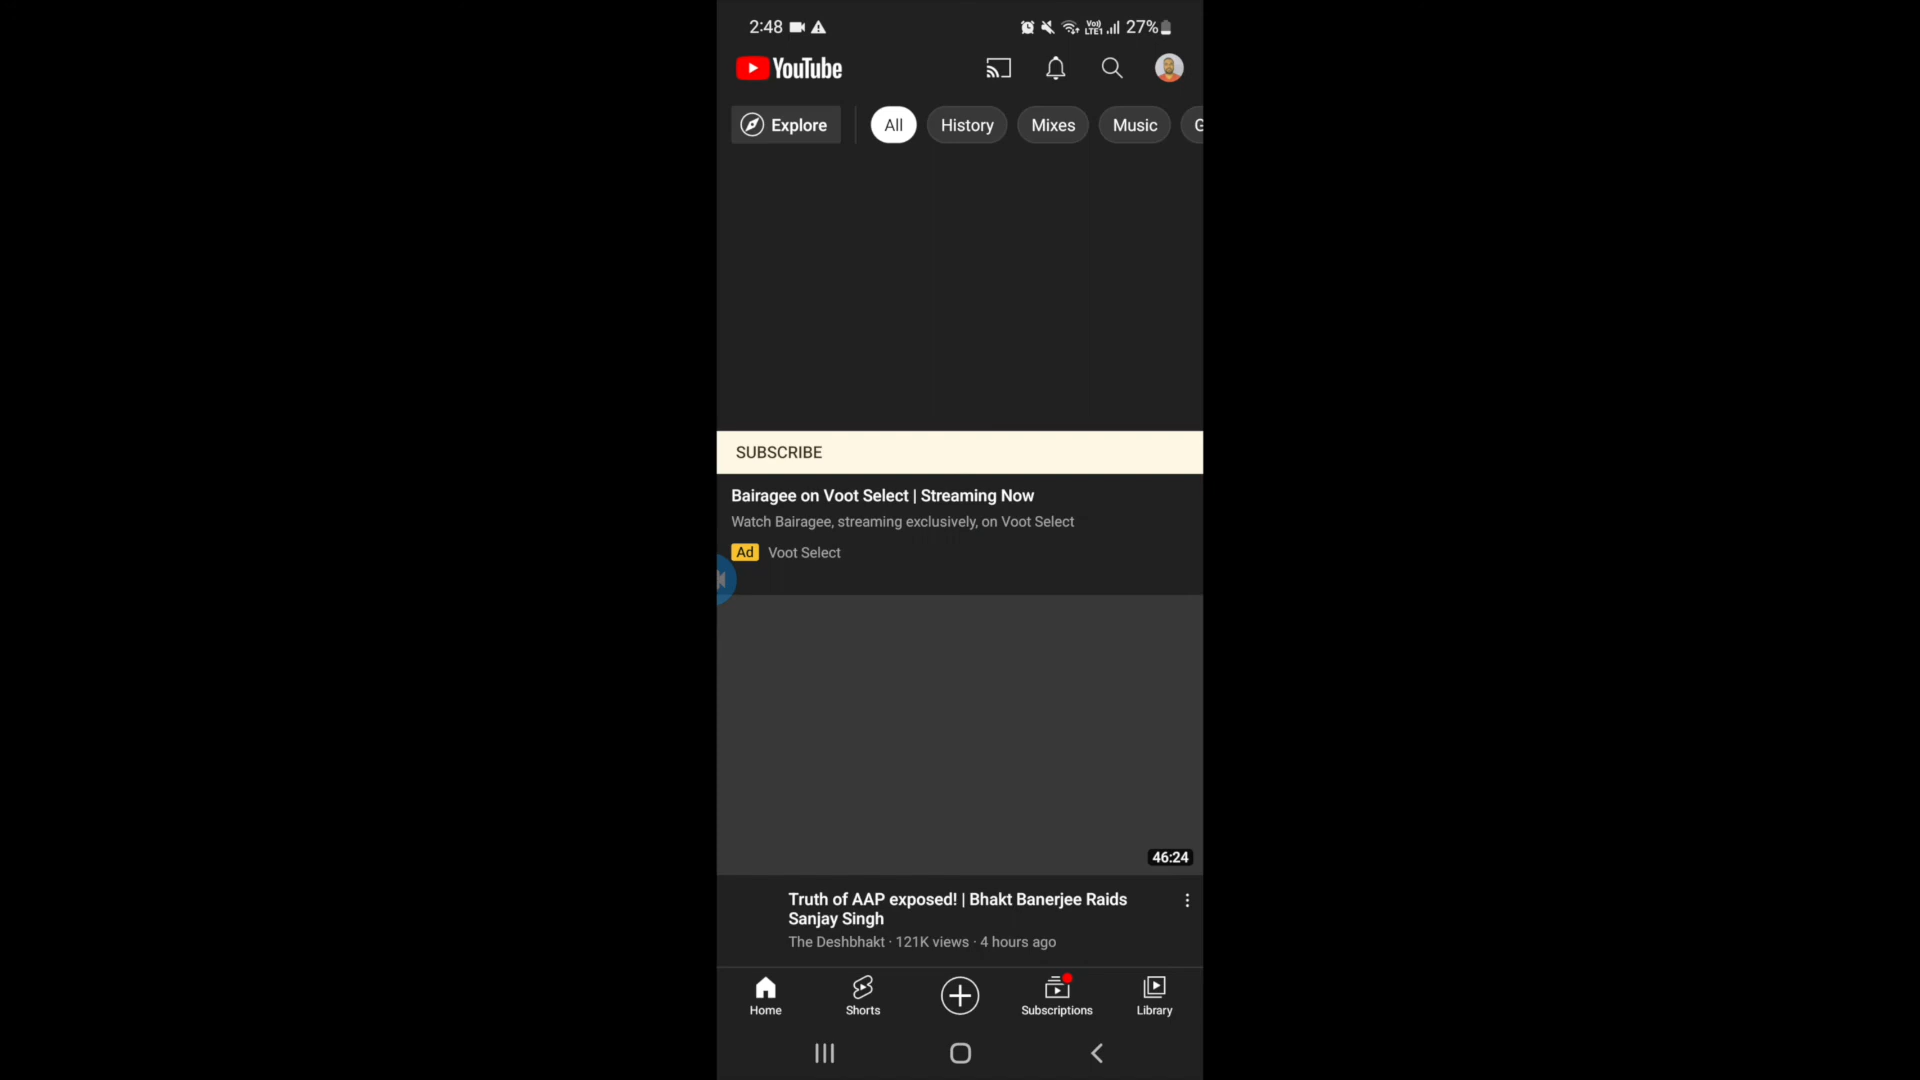 2:48 Vo) LTE1 27%
YouTube
Explore All History Mixes Music G
SUBSCRIBE
Bairagee on Voot Select | Streaming Now
Watch Bairagee, streaming exclusively, on Voot Select
Ad Voot Select
46:24
Truth of AAP exposed! | Bhakt Banerjee Raids
Sanjay Singh
The Deshbhakt · 121K views · 4 hours ago
Home Shorts Subscriptions Library